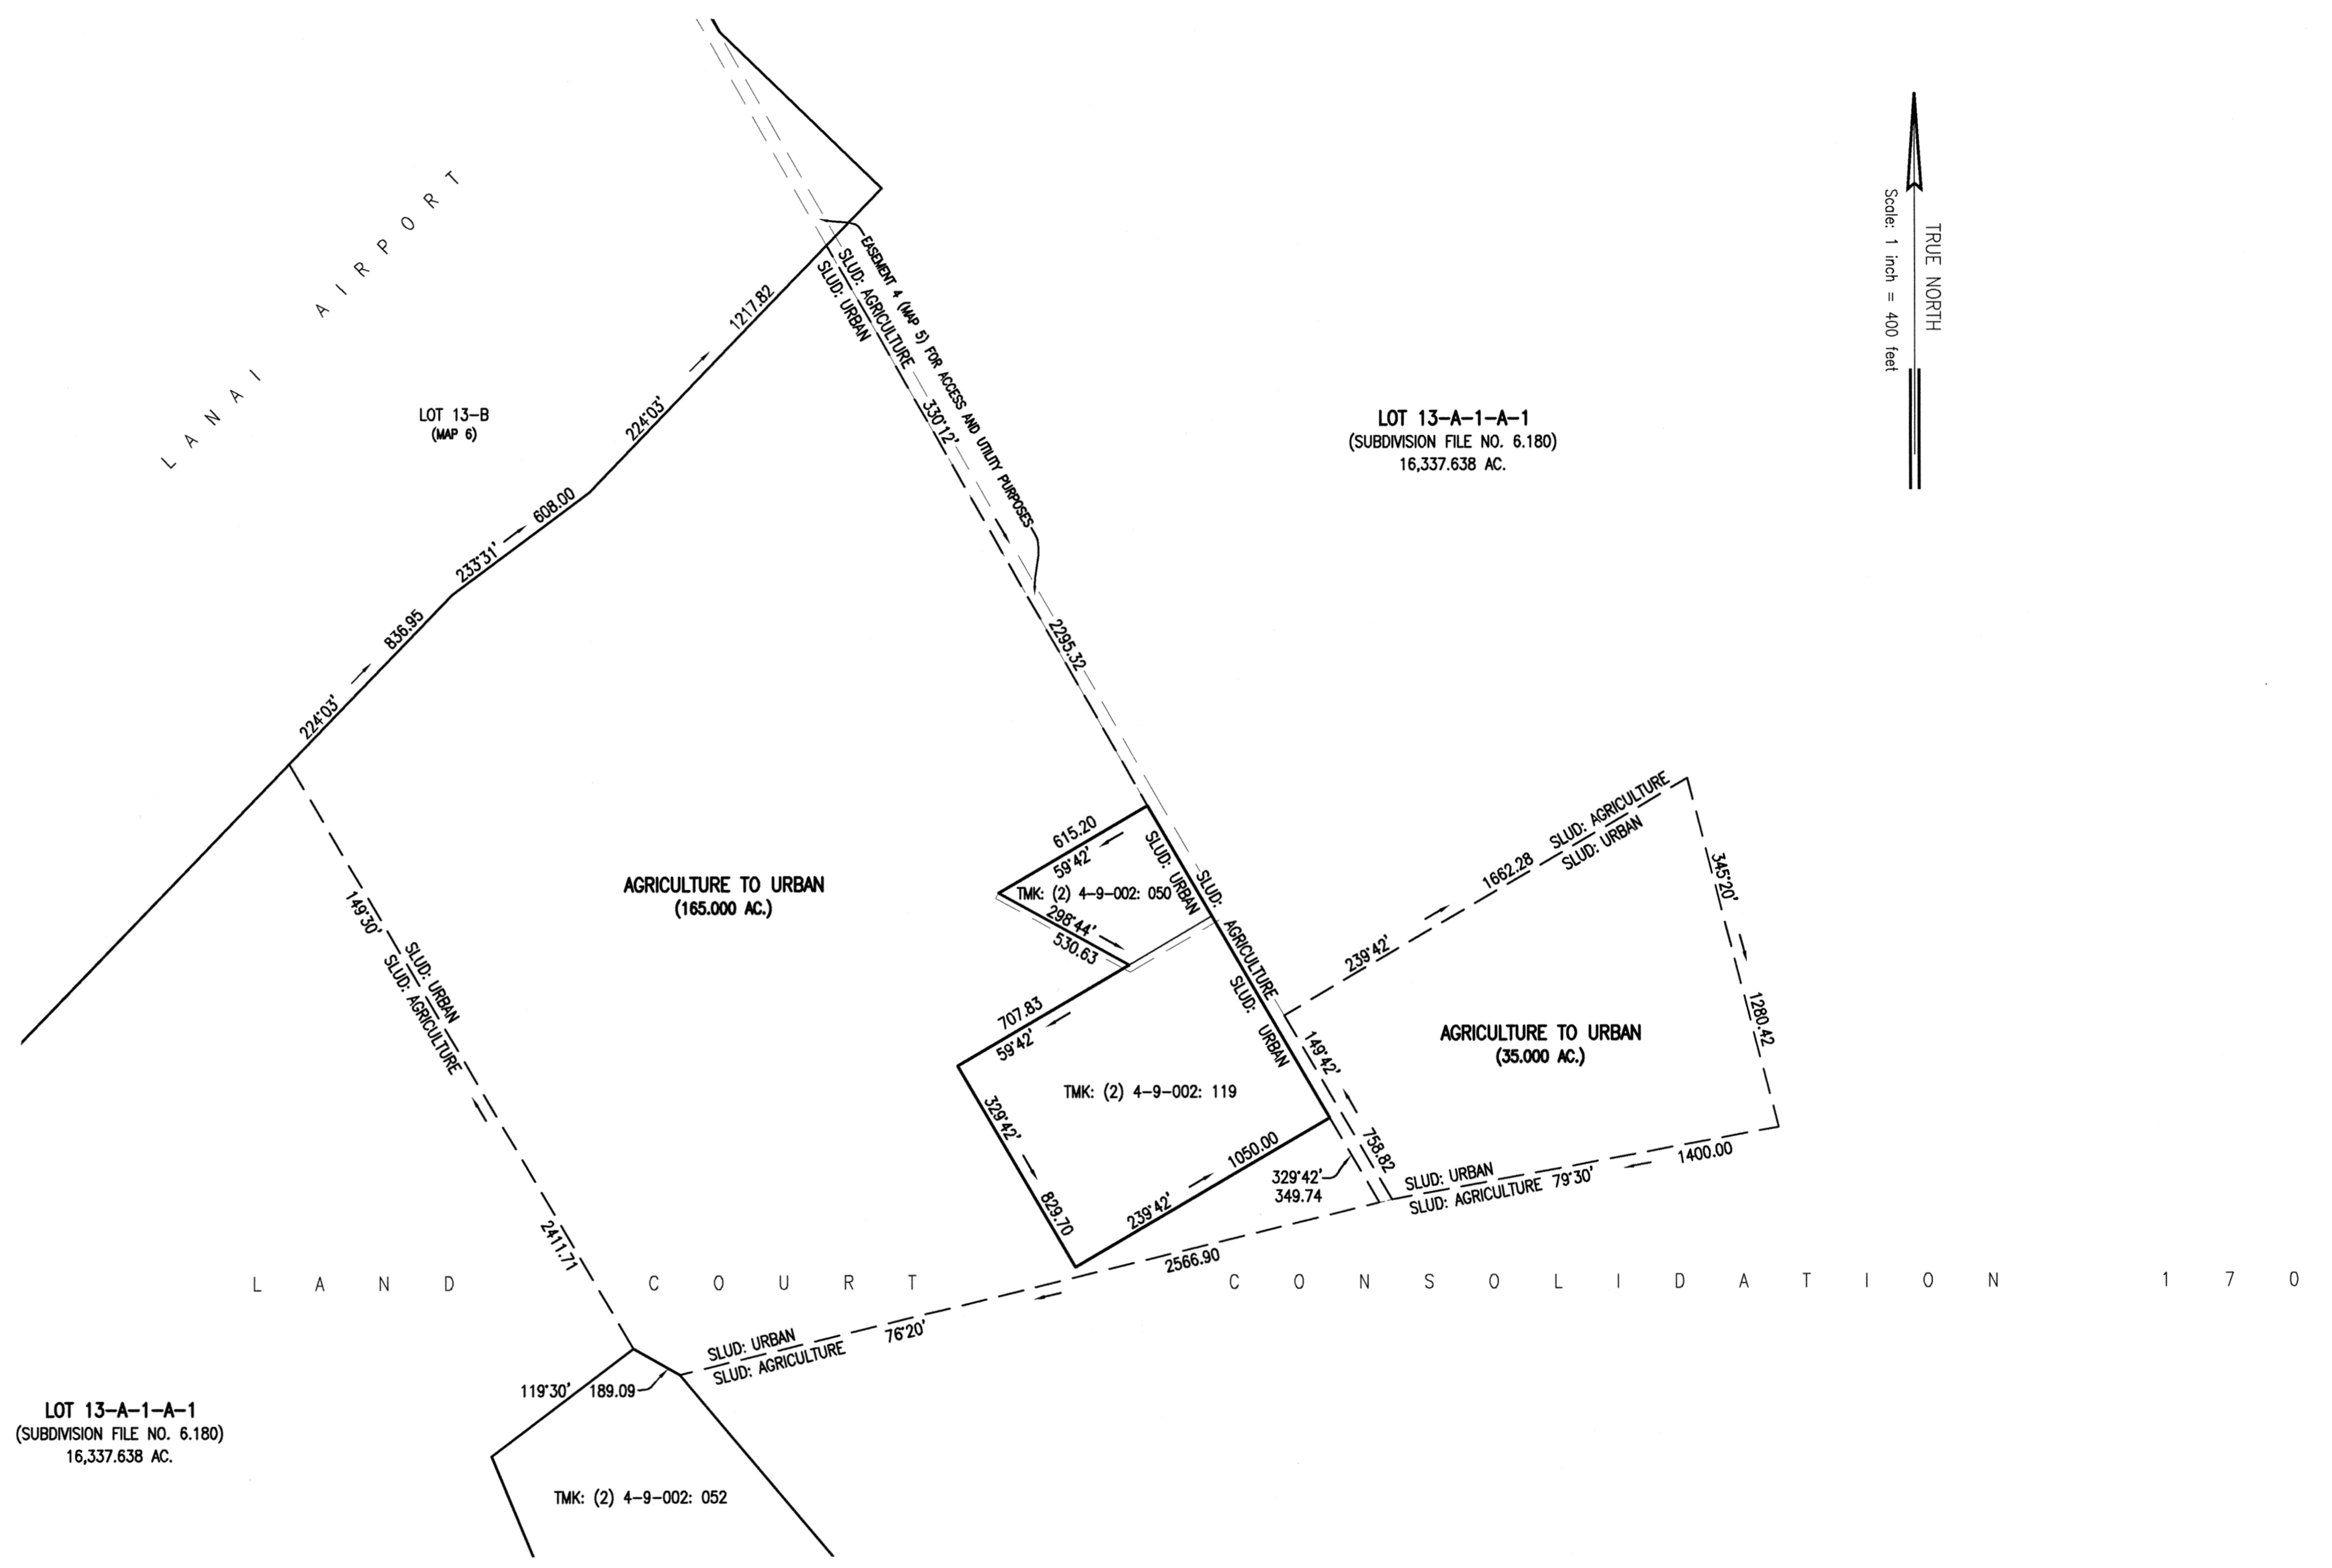 TRUE NORTH
Scale: 1 inch = 400 feet
LANAI AIRPORT
LOT 13-B
(MAP 6)
1217.82
224°03'
608.00
233°31'
836.95
224°03'
SLUD: AGRICULTURE
SLUD: URBAN
EASEMENT 4 (MAP 5) FOR ACCESS AND UTILITY PURPOSES
330°12'
2295.32
LOT 13-A-1-A-1
(SUBDIVISION FILE NO. 6.180)
16,337.638 AC.
AGRICULTURE TO URBAN
(165.000 AC.)
149°30'
SLUD: URBAN
SLUD: AGRICULTURE
2411.71
615.20
59°42'
TMK: (2) 4-9-002: 050
298°44'
530.63
SLUD: URBAN
SLUD: AGRICULTURE
SLUD: URBAN
707.83
59°42'
TMK: (2) 4-9-002: 119
329°42'
829.70
239°42'
1050.00
329°42'
349.74
149°42'
758.82
239°42'
1662.28
SLUD: AGRICULTURE
SLUD: URBAN
345°20'
1280.42
AGRICULTURE TO URBAN
(35.000 AC.)
SLUD: URBAN
SLUD: AGRICULTURE
79°30'
1400.00
2566.90
76°20'
SLUD: URBAN
SLUD: AGRICULTURE
LAND COURT CONSOLIDATION 170
119°30'
189.09
LOT 13-A-1-A-1
(SUBDIVISION FILE NO. 6.180)
16,337.638 AC.
TMK: (2) 4-9-002: 052